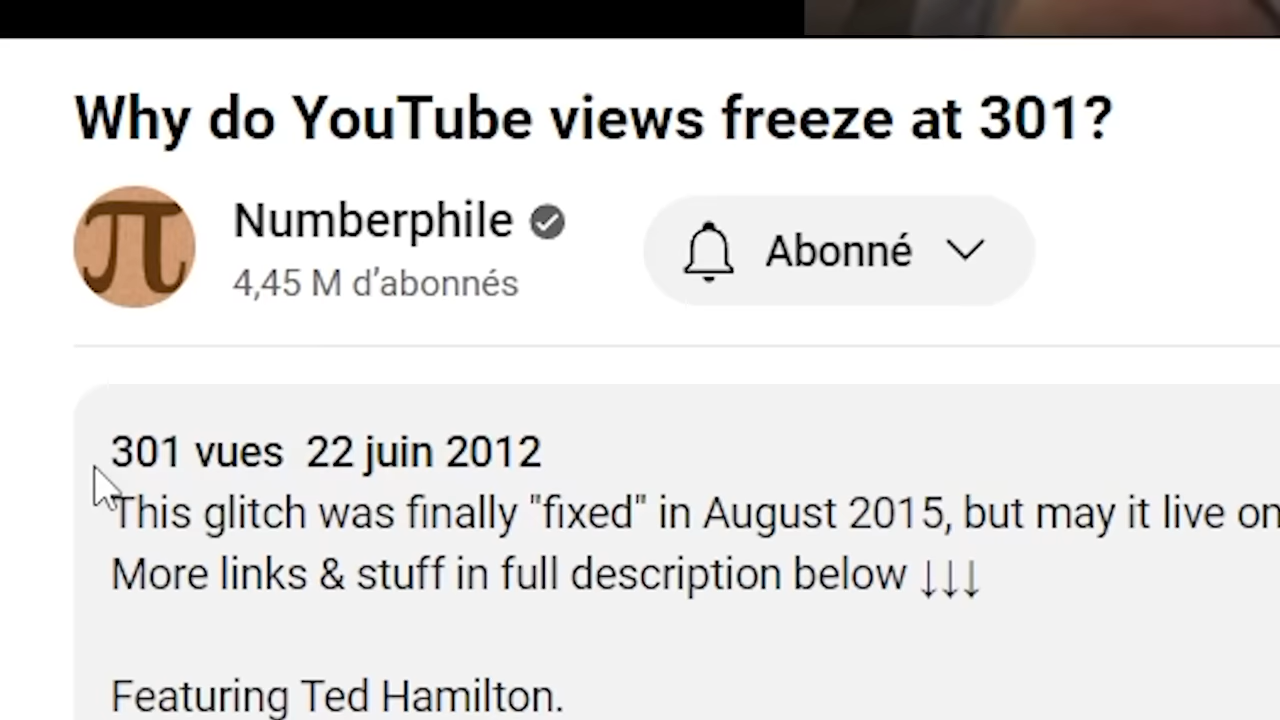 Why do YouTube views freeze at 301?
Numberphile
4,45 M d’abonnés
Abonné
301 vues 22 juin 2012
This glitch was finally "fixed" in August 2015, but may it live on
More links & stuff in full description below ↓↓↓
Featuring Ted Hamilton.